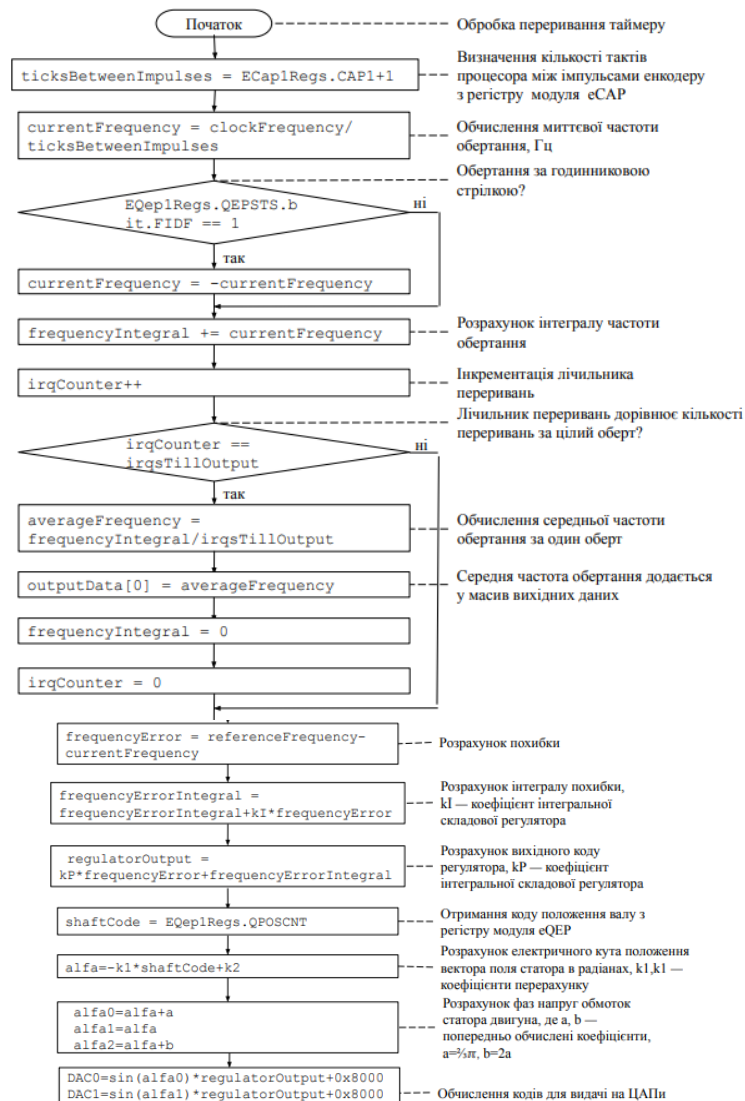 Початок
Обробка переривання таймеру
ticksBetweenImpulses = ECap1Regs.CAP1+1
Визначення кількості тактів
процесора між імпульсами енкодеру
з регістру модуля eCAP
currentFrequency = clockFrequency/
ticksBetweenImpulses
Обчислення миттєвої частоти
обертання, Гц
Обертання за годинниковою
стрілкою?
EQep1Regs.QEPSTS.b
it.FIDF == 1
ні
так
currentFrequency = -currentFrequency
frequencyIntegral += currentFrequency
Розрахунок інтегралу частоти
обертання
irqCounter++
Інкрементація лічильника
переривань
Лічильник переривань дорівнює кількості
переривань за цілий оберт?
irqCounter ==
irqsTillOutput
ні
так
averageFrequency =
frequencyIntegral/irqsTillOutput
Обчислення середньої частоти
обертання за один оберт
outputData[0] = averageFrequency
Середня частота обертання додається
у масив вихідних даних
frequencyIntegral = 0
irqCounter = 0
frequencyError = referenceFrequency-
currentFrequency
Розрахунок похибки
frequencyErrorIntegral =
frequencyErrorIntegral+kI*frequencyError
Розрахунок інтегралу похибки,
kI — коефіцієнт інтегральної
складової регулятора
regulatorOutput =
kP*frequencyError+frequencyErrorIntegral
Розрахунок вихідного коду
регулятора, kP — коефіцієнт
інтегральної складової регулятора
shaftCode = EQep1Regs.QPOSCNT
Отримання коду положення валу з
регістру модуля eQEP
alfa=-k1*shaftCode+k2
Розрахунок електричного кута положення
вектора поля статора в радіанах, k1,k1 —
коефіцієнти перерахунку
alfa0=alfa+a
alfa1=alfa
alfa2=alfa+b
Розрахунок фаз напруг обмоток
статора двигуна, де a, b —
попередньо обчислені коефіцієнти,
a=⅔π, b=2a
DAC0=sin(alfa0)*regulatorOutput+0x8000
DAC1=sin(alfa1)*regulatorOutput+0x8000
Обчислення кодів для видачі на ЦАПи